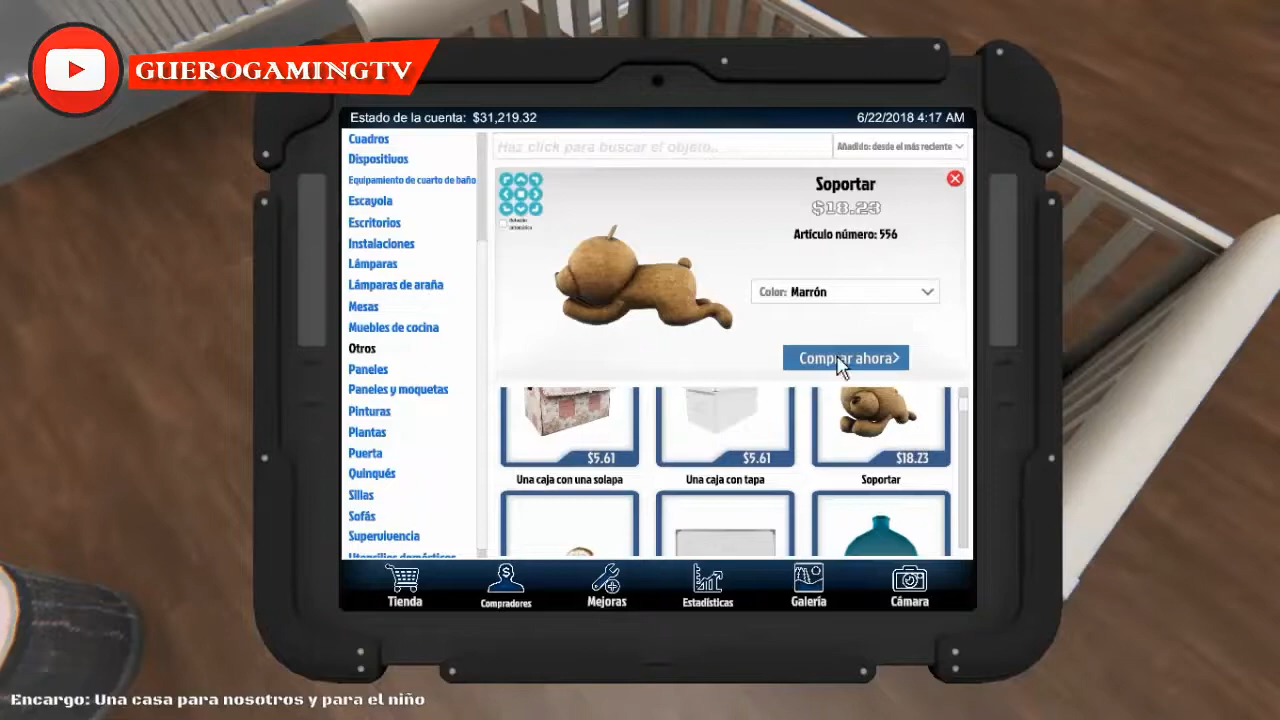 GUEROGAMINGTV
Estado de la cuenta: $31,219.32
6/22/2018 4:17 AM
Cuadros
Dispositivos
Equipamiento de cuarto de baño
Escayola
Escritorios
Instalaciones
Lámparas
Lámparas de araña
Mesas
Muebles de cocina
Otros
Paneles
Paneles y moquetas
Pinturas
Plantas
Puerta
Quinqués
Sillas
Sofás
Supervivencia
Utensilios domésticos
Haz click para buscar el objeto...
Añadido: desde el más reciente
Soportar
$18.23
Artículo número: 556
Color: Marrón
Comprar ahora>
$5.61
$5.61
$18.23
Una caja con una solapa
Una caja con tapa
Soportar
Tienda
Compradores
Mejoras
Estadísticas
Galería
Cámara
Encargo: Una casa para nosotros y para el niño